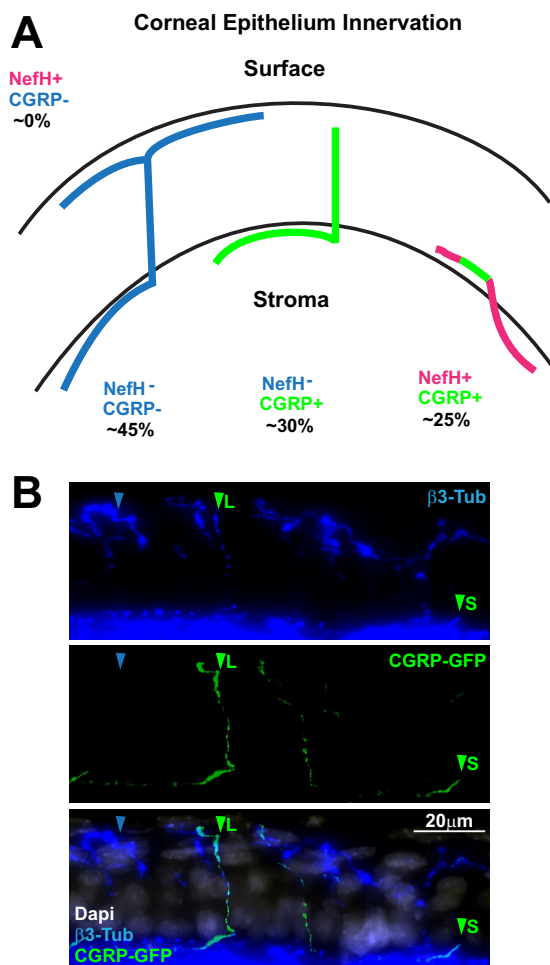 A
Corneal Epithelium Innervation
Surface
NefH+
CGRP-
~0%
Stroma
NefH-
CGRP-
~45%
NefH-
CGRP+
~30%
NefH+
CGRP+
~25%
B
L
β3-Tub
S
L
CGRP-GFP
S
L
20μm
Dapi
β3-Tub
CGRP-GFP
S